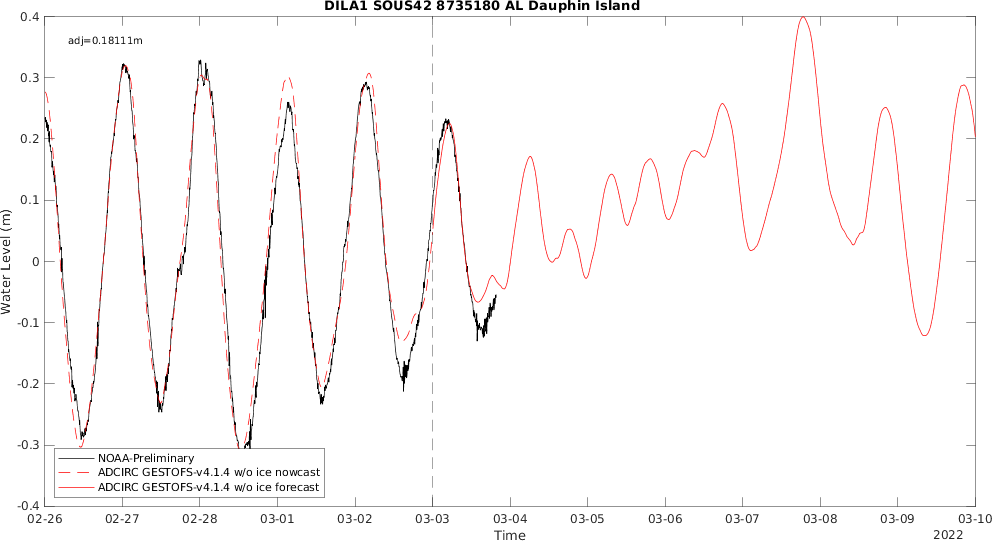 DILA1 SOUS42 8735180 AL Dauphin Island
adj=0.18111m
Water Level (m)
0.4
0.3
0.2
0.1
0
-0.1
-0.2
-0.3
-0.4
NOAA-Preliminary
ADCIRC GESTOFS-v4.1.4 w/o ice nowcast
ADCIRC GESTOFS-v4.1.4 w/o ice forecast
02-26 02-27 02-28 03-01 03-02 03-03 03-04 03-05 03-06 03-07 03-08 03-09 03-10
Time
2022